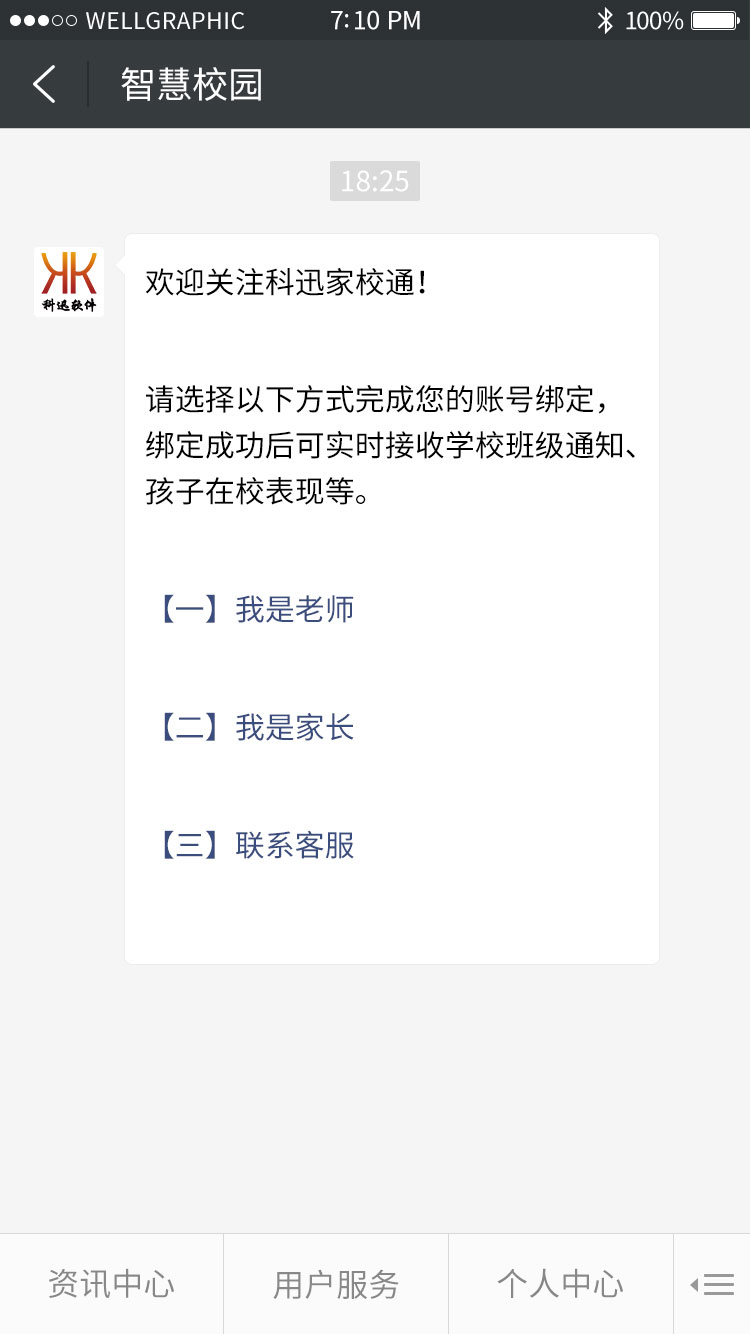 WELLGRAPHIC 7:10 PM 100%
智慧校园
18:25
科迅软件
欢迎关注科迅家校通！
请选择以下方式完成您的账号绑定，
绑定成功后可实时接收学校班级通知、
孩子在校表现等。
【一】我是老师
【二】我是家长
【三】联系客服
资讯中心 用户服务 个人中心